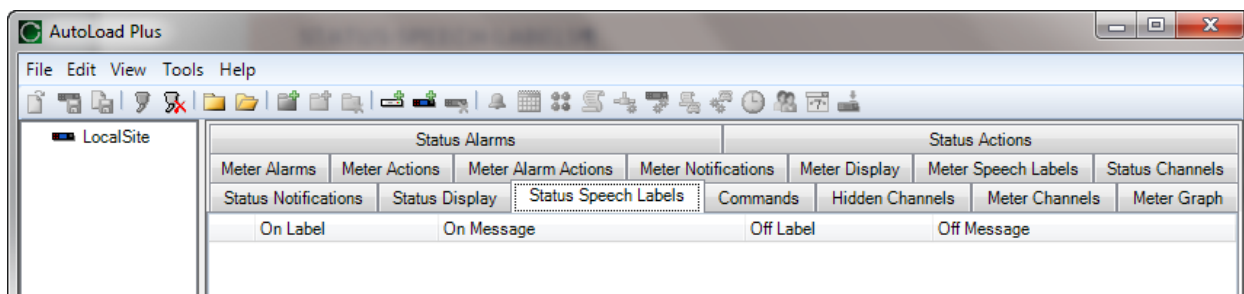 AutoLoad Plus
File Edit View Tools Help
LocalSite
Status Alarms Status Actions
Meter Alarms Meter Actions Meter Alarm Actions Meter Notifications Meter Display Meter Speech Labels Status Channels
Status Notifications Status Display Status Speech Labels Commands Hidden Channels Meter Channels Meter Graph
On Label On Message Off Label Off Message